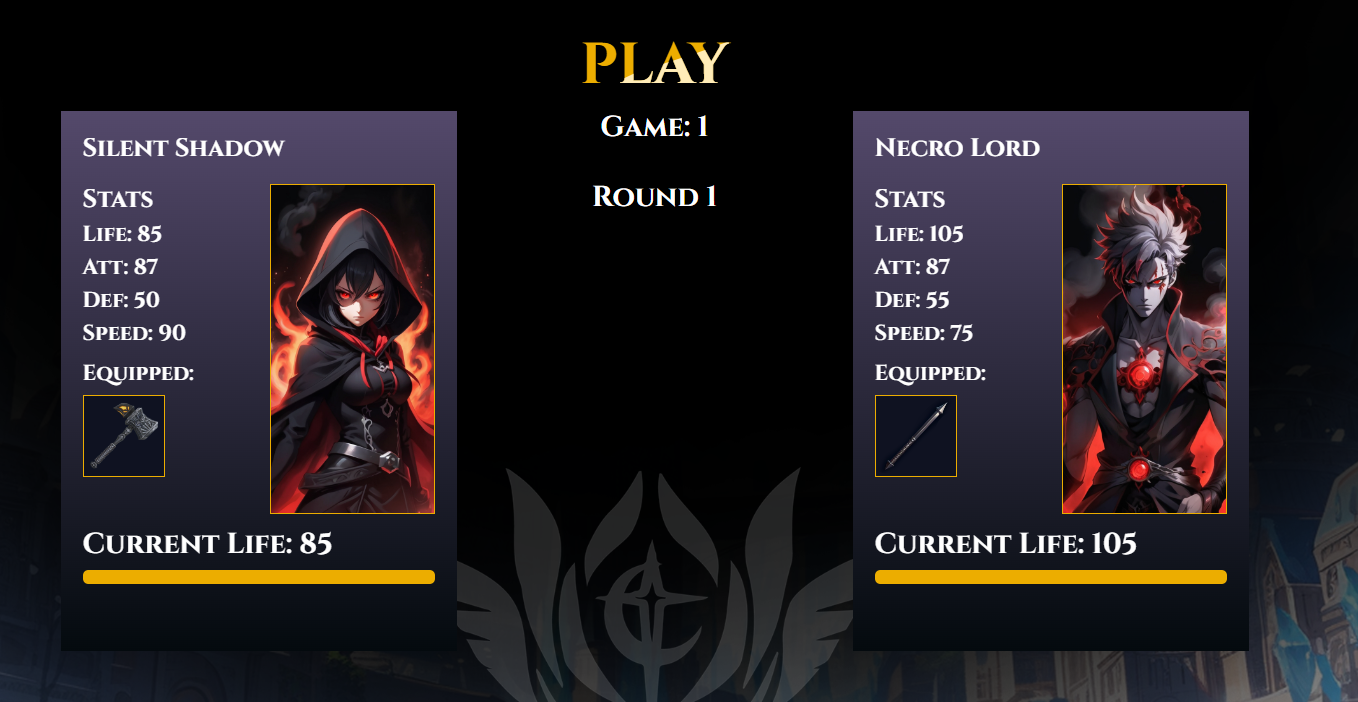 PLAY
Game: 1
Round 1
Silent Shadow
Stats
Life: 85
Att: 87
Def: 50
Speed: 90
Equipped:
Current Life: 85
Necro Lord
Stats
Life: 105
Att: 87
Def: 55
Speed: 75
Equipped:
Current Life: 105